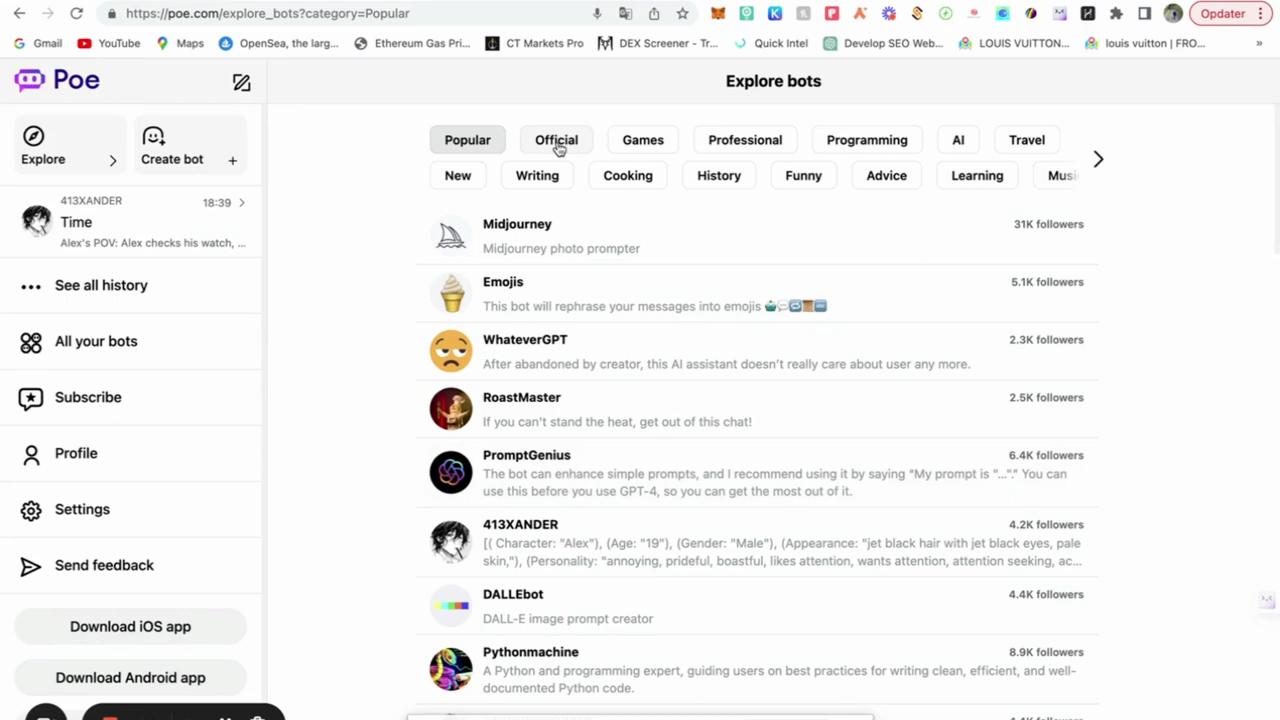 https://poe.com/explore_bots?category=Popular
Opdater
Gmail
YouTube
Maps
OpenSea, the larg...
Ethereum Gas Pri...
CT Markets Pro
DEX Screener - Tr...
Quick Intel
Develop SEO Web...
LOUIS VUITTON...
louis vuitton | FRO...
»
Poe
Explore bots
Explore
Create bot
413XANDER
18:39
Time
Alex's POV: Alex checks his watch, ...
See all history
All your bots
Subscribe
Profile
Settings
Send feedback
Download iOS app
Download Android app
Popular
Official
Games
Professional
Programming
AI
Travel
New
Writing
Cooking
History
Funny
Advice
Learning
Musi
Midjourney
31K followers
Midjourney photo prompter
Emojis
5.1K followers
This bot will rephrase your messages into emojis
WhateverGPT
2.3K followers
After abandoned by creator, this AI assistant doesn't really care about user any more.
RoastMaster
2.5K followers
If you can't stand the heat, get out of this chat!
PromptGenius
6.4K followers
The bot can enhance simple prompts, and I recommend using it by saying "My prompt is "..."." You can
use this before you use GPT-4, so you can get the most out of it.
413XANDER
4.2K followers
[( Character: "Alex"), (Age: "19"), (Gender: "Male"), (Appearance: "jet black hair with jet black eyes, pale
skin,"), (Personality: "annoying, prideful, boastful, likes attention, wants attention, attention seeking, ac...
DALLEbot
4.4K followers
DALL-E image prompt creator
Pythonmachine
8.9K followers
A Python and programming expert, guiding users on best practices for writing clean, efficient, and well-
documented Python code.